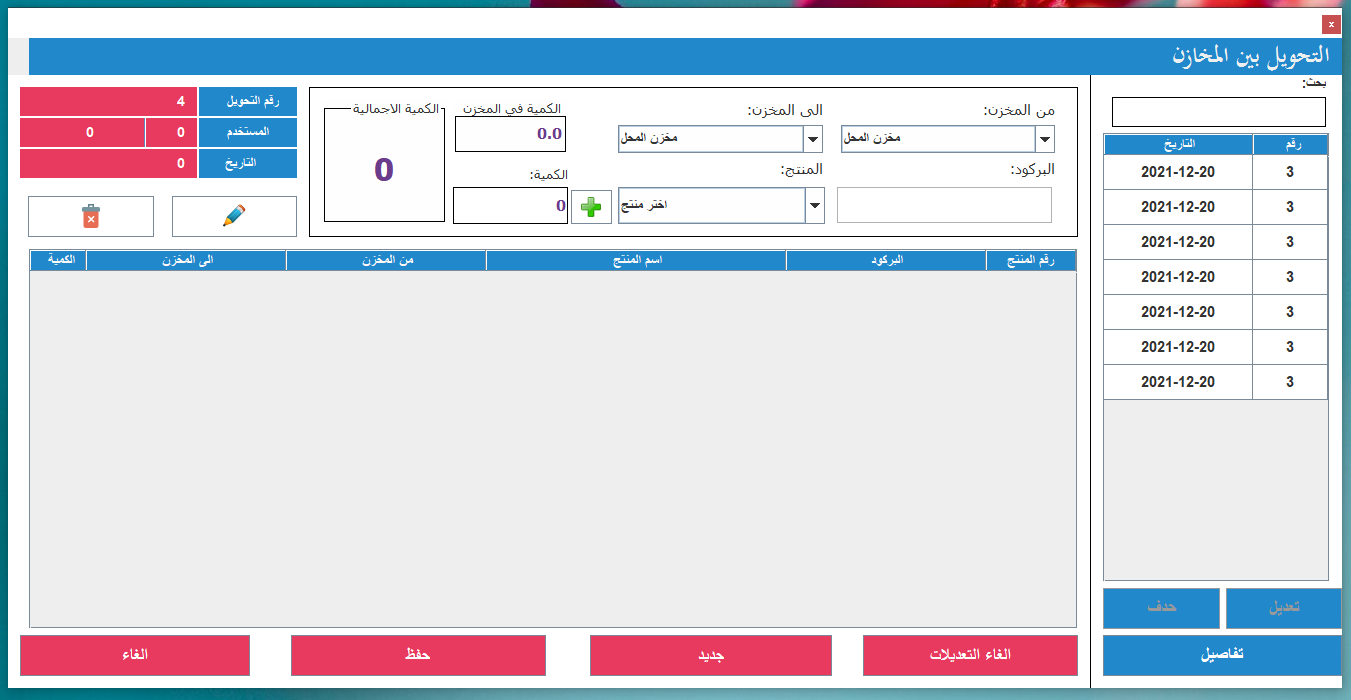 x
التحويل بين المخازن
بحث:
رقم التاريخ
3 2021-12-20
3 2021-12-20
3 2021-12-20
3 2021-12-20
3 2021-12-20
3 2021-12-20
3 2021-12-20
تعديل حذف
تفاصيل
من المخزن: الى المخزن: الكمية في المخزن الكمية الاجمالية
مخزن المحل مخزن المحل 0.0 0
البركود: المنتج: الكمية:
اختر منتج 0
رقم التحويل 4
المستخدم 0 0
التاريخ 0
رقم المنتج البركود اسم المنتج من المخزن الى المخزن الكمية
الغاء التعديلات جديد حفظ الغاء